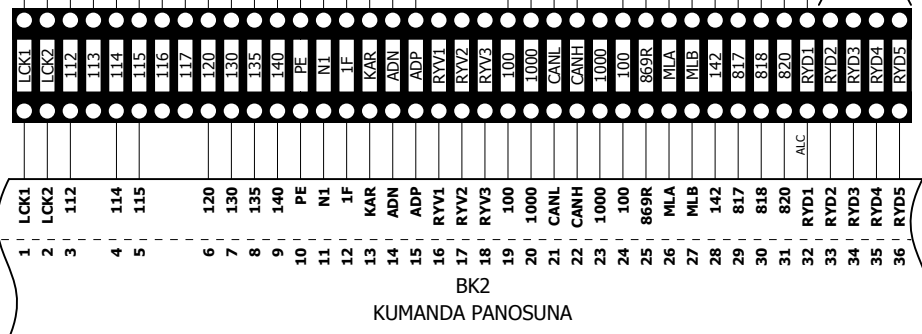 LCK1 LCK2 112 113 114 115 116 117 120 130 135 140 PE N1 1F KAR ADN ADP RYV1 RYV2 RYV3 100 1000 CANL CANH 1000 100 869R MLA MLB 142 817 818 820 RYD1 RYD2 RYD3 RYD4 RYD5
ALC
LCK1 LCK2 112 114 115 120 130 135 140 PE N1 1F KAR ADN ADP RYV1 RYV2 RYV3 100 1000 CANL CANH 1000 100 869R MLA MLB 142 817 818 820 RYD1 RYD2 RYD3 RYD4 RYD5
1 2 3 4 5 6 7 8 9 10 11 12 13 14 15 16 17 18 19 20 21 22 23 24 25 26 27 28 29 30 31 32 33 34 35 36
BK2
KUMANDA PANOSUNA